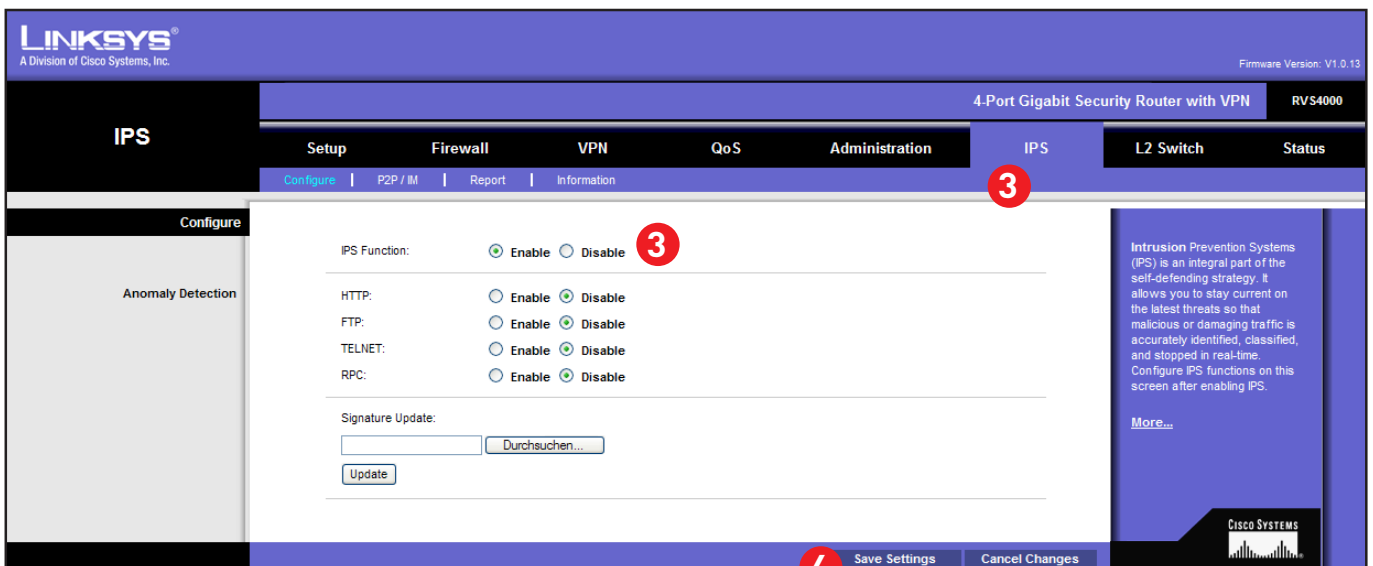 LINKSYS®
A Division of Cisco Systems, Inc.
Firmware Version: V1.0.13
4-Port Gigabit Security Router with VPN RVS4000
IPS
Setup Firewall VPN QoS Administration IPS L2 Switch Status
Configure | P2P / IM | Report | Information
3
Configure
IPS Function: Enable Disable
3
Anomaly Detection
HTTP: Enable Disable
FTP: Enable Disable
TELNET: Enable Disable
RPC: Enable Disable
Signature Update:
Durchsuchen...
Update
Intrusion Prevention Systems
(IPS) is an integral part of the
self-defending strategy. It
allows you to stay current on
the latest threats so that
malicious or damaging traffic is
accurately identified, classified,
and stopped in real-time.
Configure IPS functions on this
screen after enabling IPS.
More...
CISCO SYSTEMS
Save Settings Cancel Changes